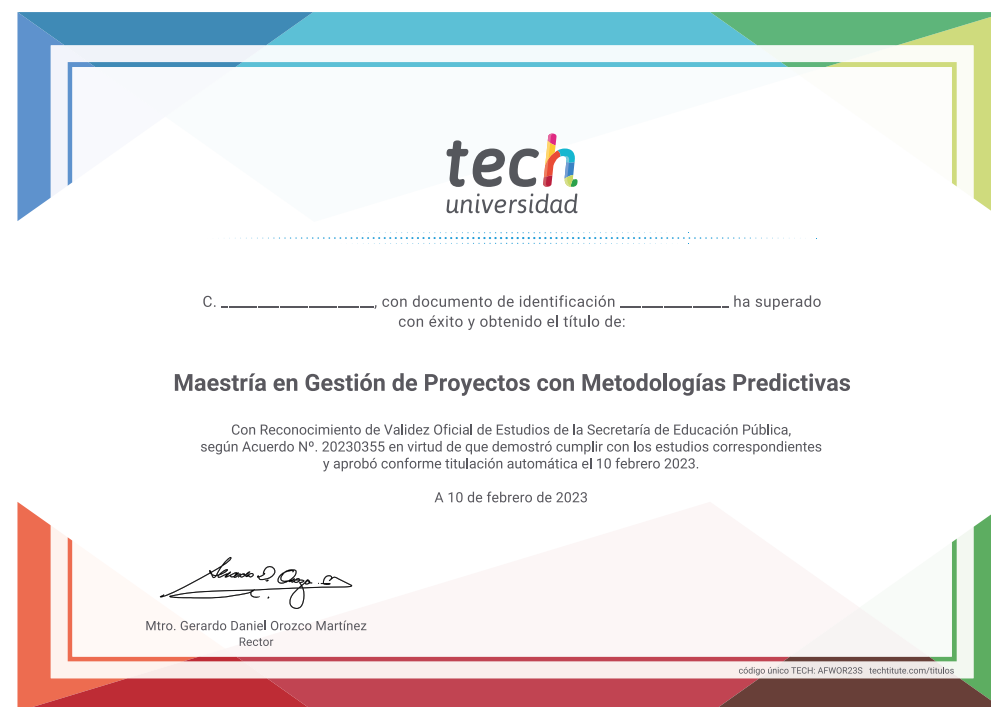 tech
universidad
C. ____________________, con documento de identificación ______________ ha superado
con éxito y obtenido el título de:
Maestría en Gestión de Proyectos con Metodologías Predictivas
Con Reconocimiento de Validez Oficial de Estudios de la Secretaría de Educación Pública,
según Acuerdo Nº. 20230355 en virtud de que demostró cumplir con los estudios correspondientes
y aprobó conforme titulación automática el 10 febrero 2023.
A 10 de febrero de 2023
Mtro. Gerardo Daniel Orozco Martínez
Rector
código único TECH: AFWOR23S techtitute.com/titulos